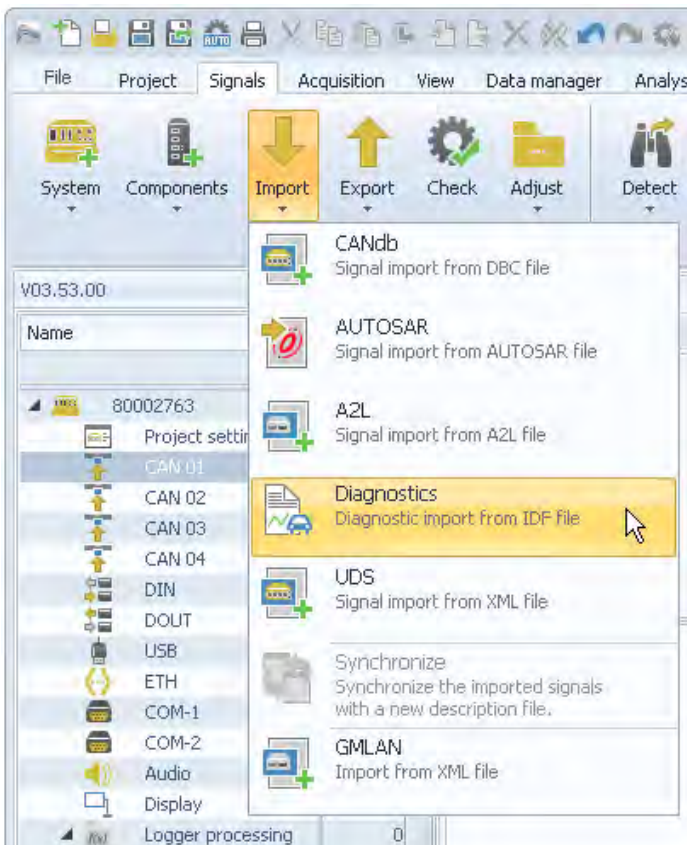 AUTO
File Project Signals Acquisition View Data manager Analys
System Components Import Export Check Adjust Detect
CANdb
Signal import from DBC file
V03.53.00
AUTOSAR
Name
Signal import from AUTOSAR file
A2L
80002763
Signal import from A2L file
Project settin
CAN 01
Diagnostics
CAN 02
Diagnostic import from IDF file
CAN 03
CAN 04
UDS
DIN
Signal import from XML file
DOUT
USB
Synchronize
ETH
Synchronize the imported signals
with a new description file.
COM-1
COM-2
GMLAN
Audio
Import from XML file
Display
Logger processing 0